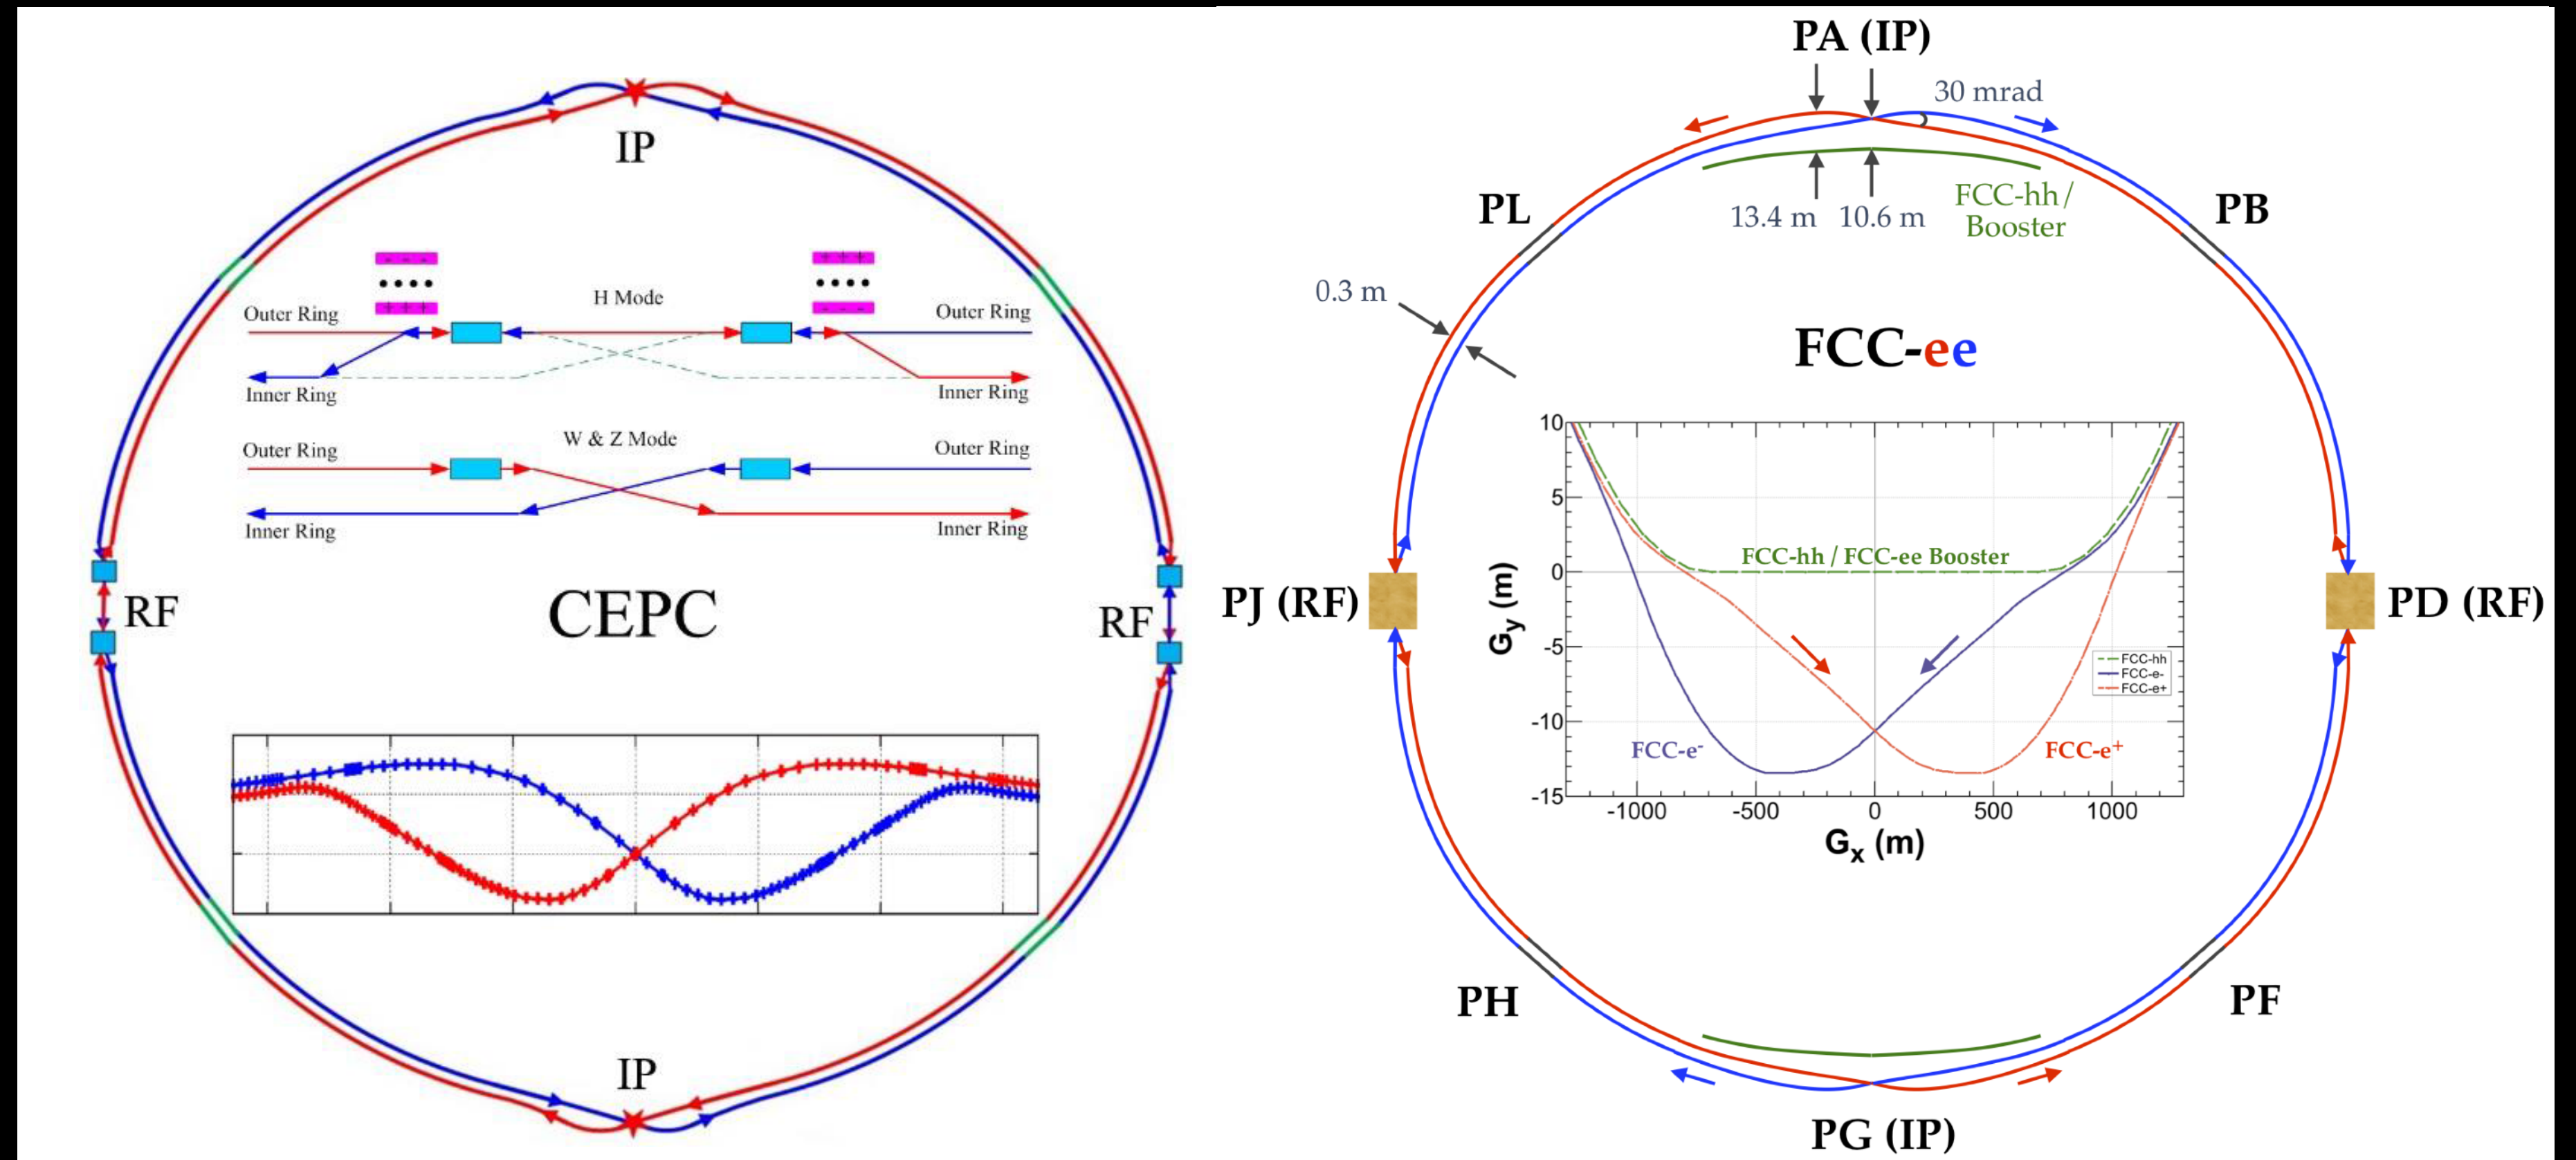 IP
- - -
+ + +
+ + +
- - -
H Mode
Outer Ring
Outer Ring
Inner Ring
Inner Ring
W & Z Mode
Outer Ring
Outer Ring
Inner Ring
Inner Ring
RF
CEPC
RF
IP
PA (IP)
30 mrad
13.4 m
10.6 m
FCC-hh/
Booster
PL
PB
0.3 m
FCC-ee
PJ (RF)
PD (RF)
10
5
0
-5
-10
-15
Gy (m)
FCC-hh / FCC-ee Booster
FCC-hh
FCC-e-
FCC-e+
FCC-e-
FCC-e+
-1000
-500
0
500
1000
Gx (m)
PH
PF
PG (IP)